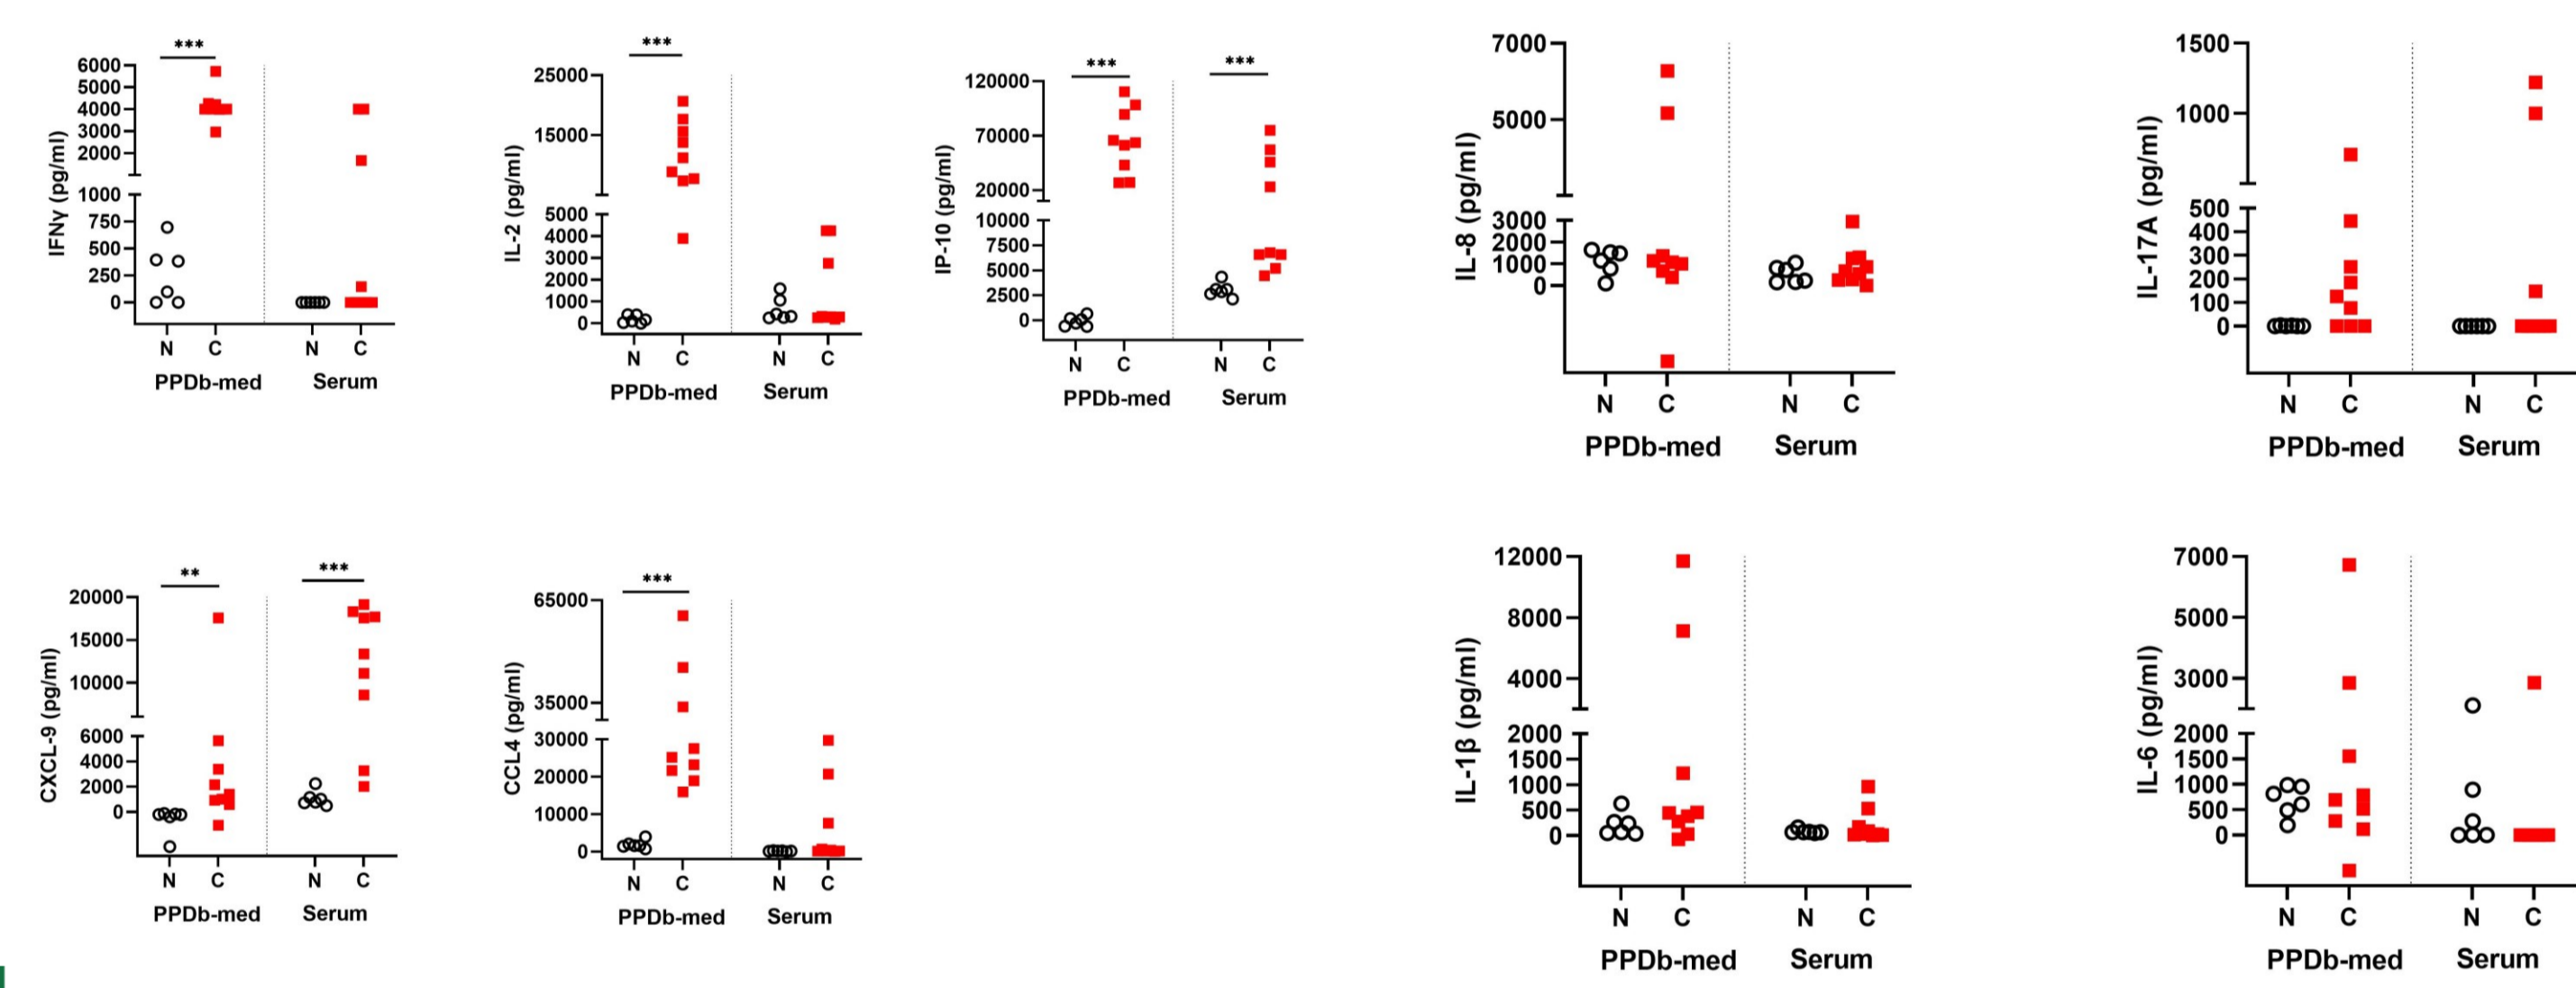 ***
IFNγ (pg/ml)
6000
5000
4000
3000
2000
1000
750
500
250
0
N C N C
PPDb-med Serum
***
IL-2 (pg/ml)
25000
15000
5000
4000
3000
2000
1000
0
N C N C
PPDb-med Serum
*** ***
IP-10 (pg/ml)
120000
70000
20000
10000
7500
5000
2500
0
N C N C
PPDb-med Serum
IL-8 (pg/ml)
7000
5000
3000
2000
1000
0
N C N C
PPDb-med Serum
IL-17A (pg/ml)
1500
1000
500
400
300
200
100
0
N C N C
PPDb-med Serum
** ***
CXCL-9 (pg/ml)
20000
15000
10000
6000
4000
2000
0
N C N C
PPDb-med Serum
***
CCL4 (pg/ml)
65000
35000
30000
20000
10000
0
N C N C
PPDb-med Serum
IL-1β (pg/ml)
12000
8000
4000
2000
1500
1000
500
0
N C N C
PPDb-med Serum
IL-6 (pg/ml)
7000
5000
3000
2000
1500
1000
500
0
N C N C
PPDb-med Serum